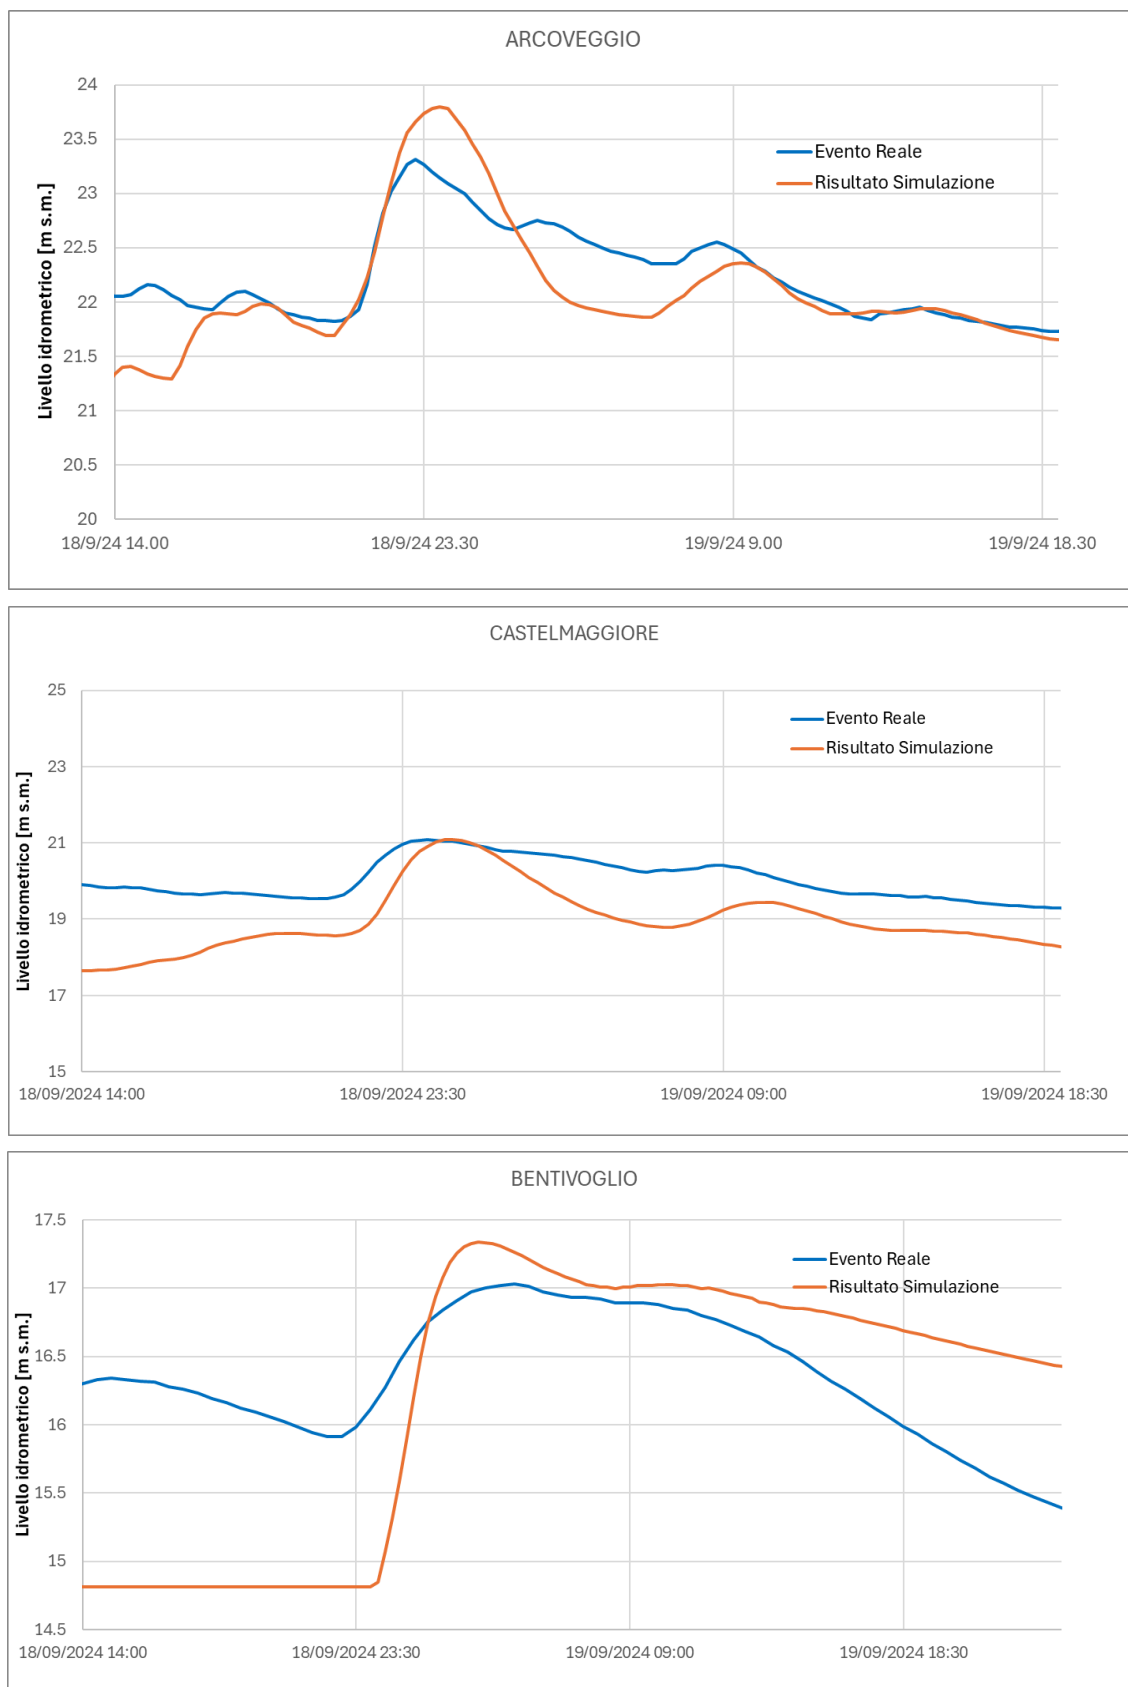 ARCOVEGGIO
24
23.5
23
22.5
22
21.5
21
20.5
20
Livello idrometrico [m s.m.]
Evento Reale
Risultato Simulazione
18/9/24 14.00
18/9/24 23.30
19/9/24 9.00
19/9/24 18.30
CASTELMAGGIORE
25
23
21
19
17
15
Livello idrometrico [m s.m.]
Evento Reale
Risultato Simulazione
18/09/2024 14:00
18/09/2024 23:30
19/09/2024 09:00
19/09/2024 18:30
BENTIVOGLIO
17.5
17
16.5
16
15.5
15
14.5
Livello idrometrico [m s.m.]
Evento Reale
Risultato Simulazione
18/09/2024 14:00
18/09/2024 23:30
19/09/2024 09:00
19/09/2024 18:30